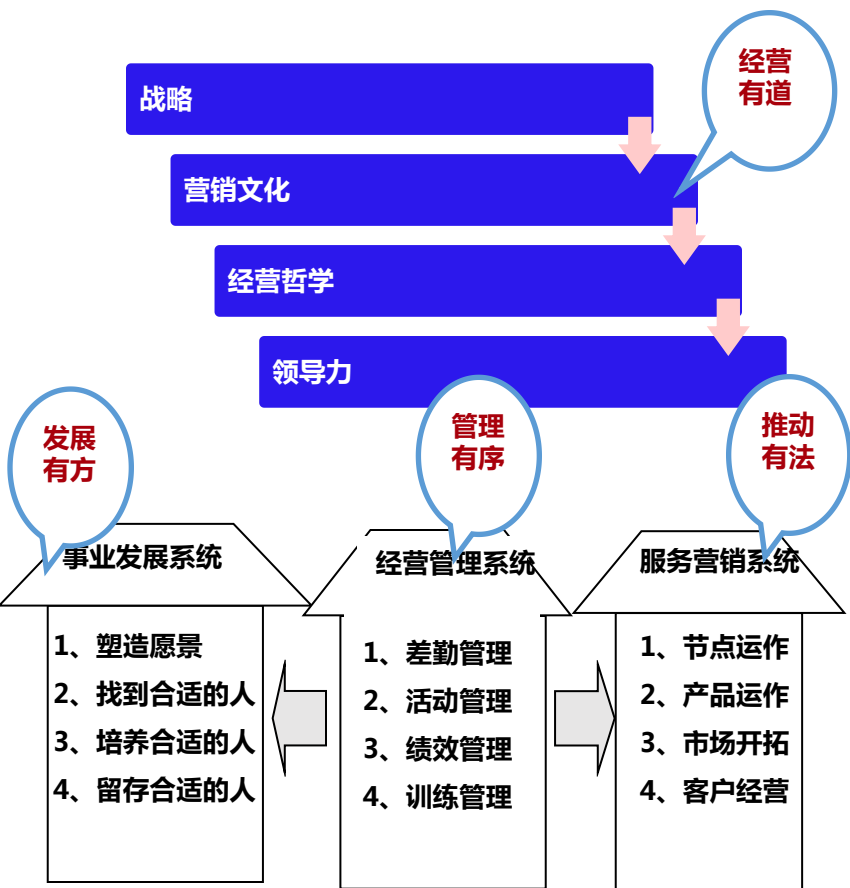 经营
有道
战略
营销文化
经营哲学
领导力
发展
有方
管理
有序
推动
有法
事业发展系统
1、塑造愿景
2、找到合适的人
3、培养合适的人
4、留存合适的人
经营管理系统
1、差勤管理
2、活动管理
3、绩效管理
4、训练管理
服务营销系统
1、节点运作
2、产品运作
3、市场开拓
4、客户经营